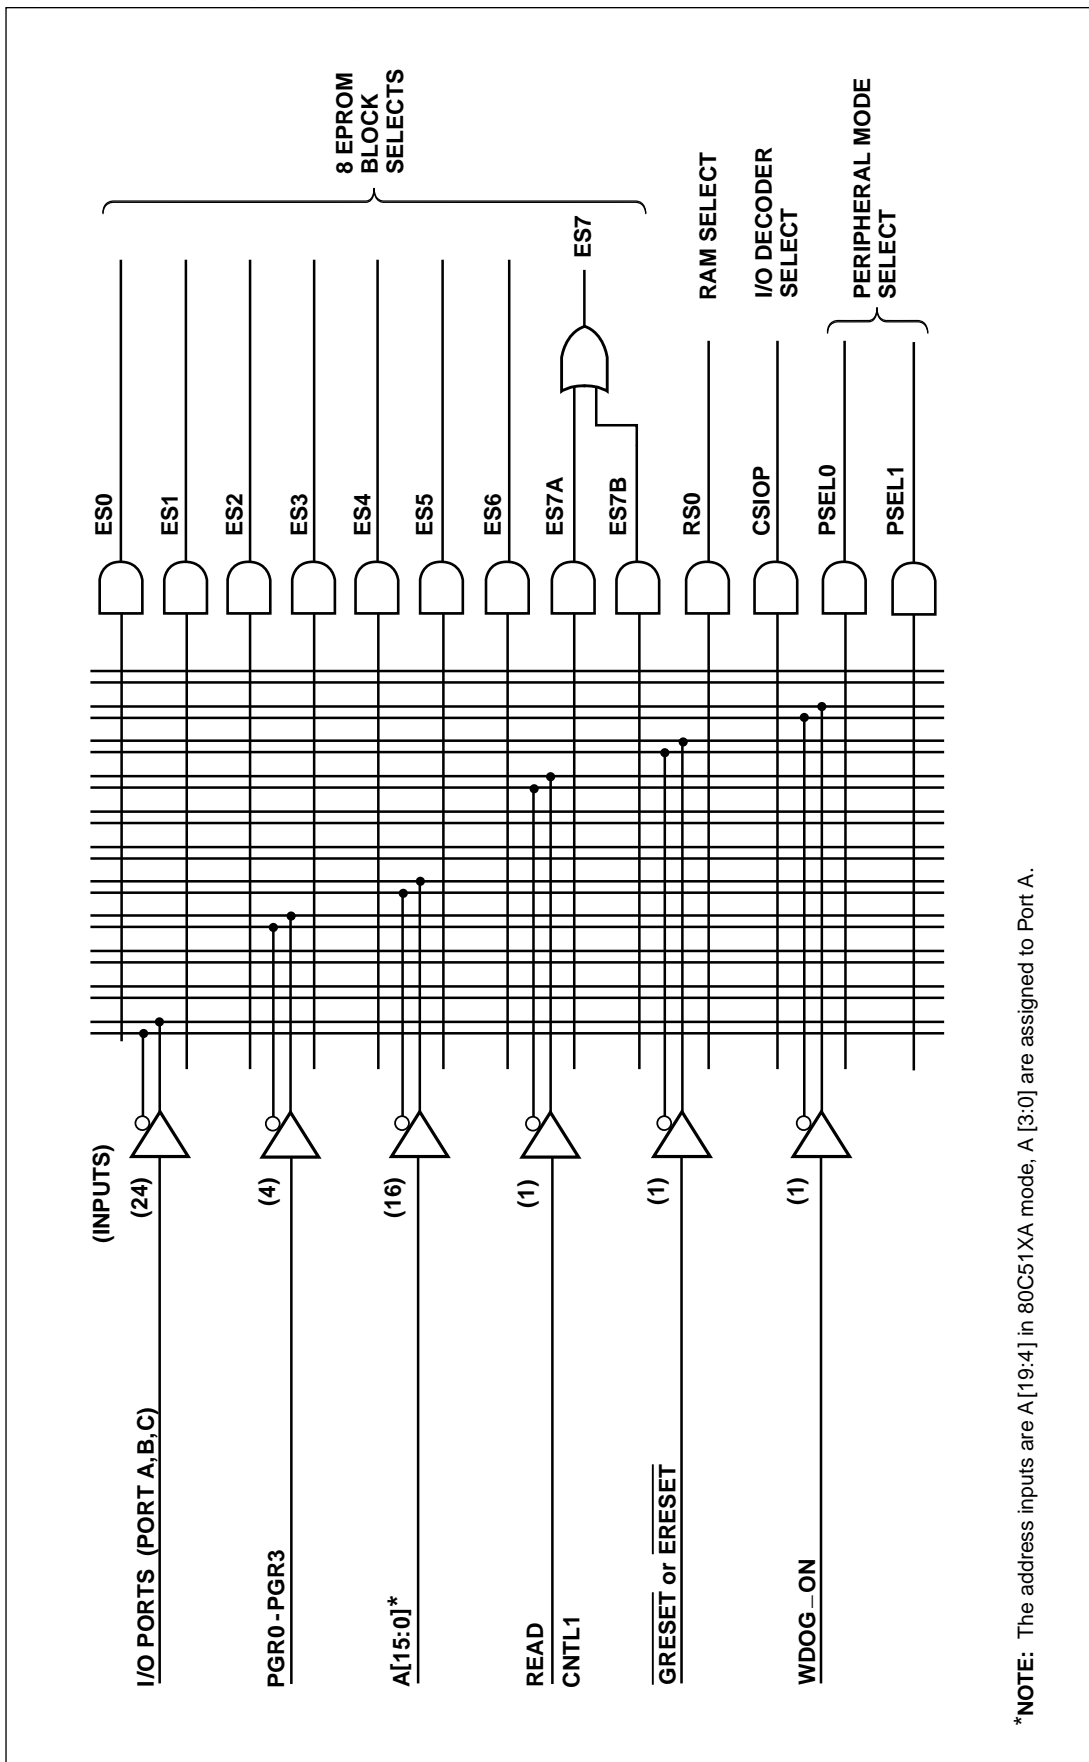 (INPUTS)
I/O PORTS (PORT A,B,C)
(24)
PGR0 - PGR3
(4)
A[15:0]*
(16)
READ
CNTL1
(1)
GRESET or ERESET
(1)
WDOG_ON
(1)
ES0
ES1
ES2
ES3
ES4
ES5
ES6
ES7A
ES7B
RS0
CSIOP
PSEL0
PSEL1
8 EPROM
BLOCK
SELECTS
ES7
RAM SELECT
I/O DECODER
SELECT
PERIPHERAL MODE
SELECT
*NOTE: The address inputs are A [19:4] in 80C51XA mode, A [3:0] are assigned to Port A.